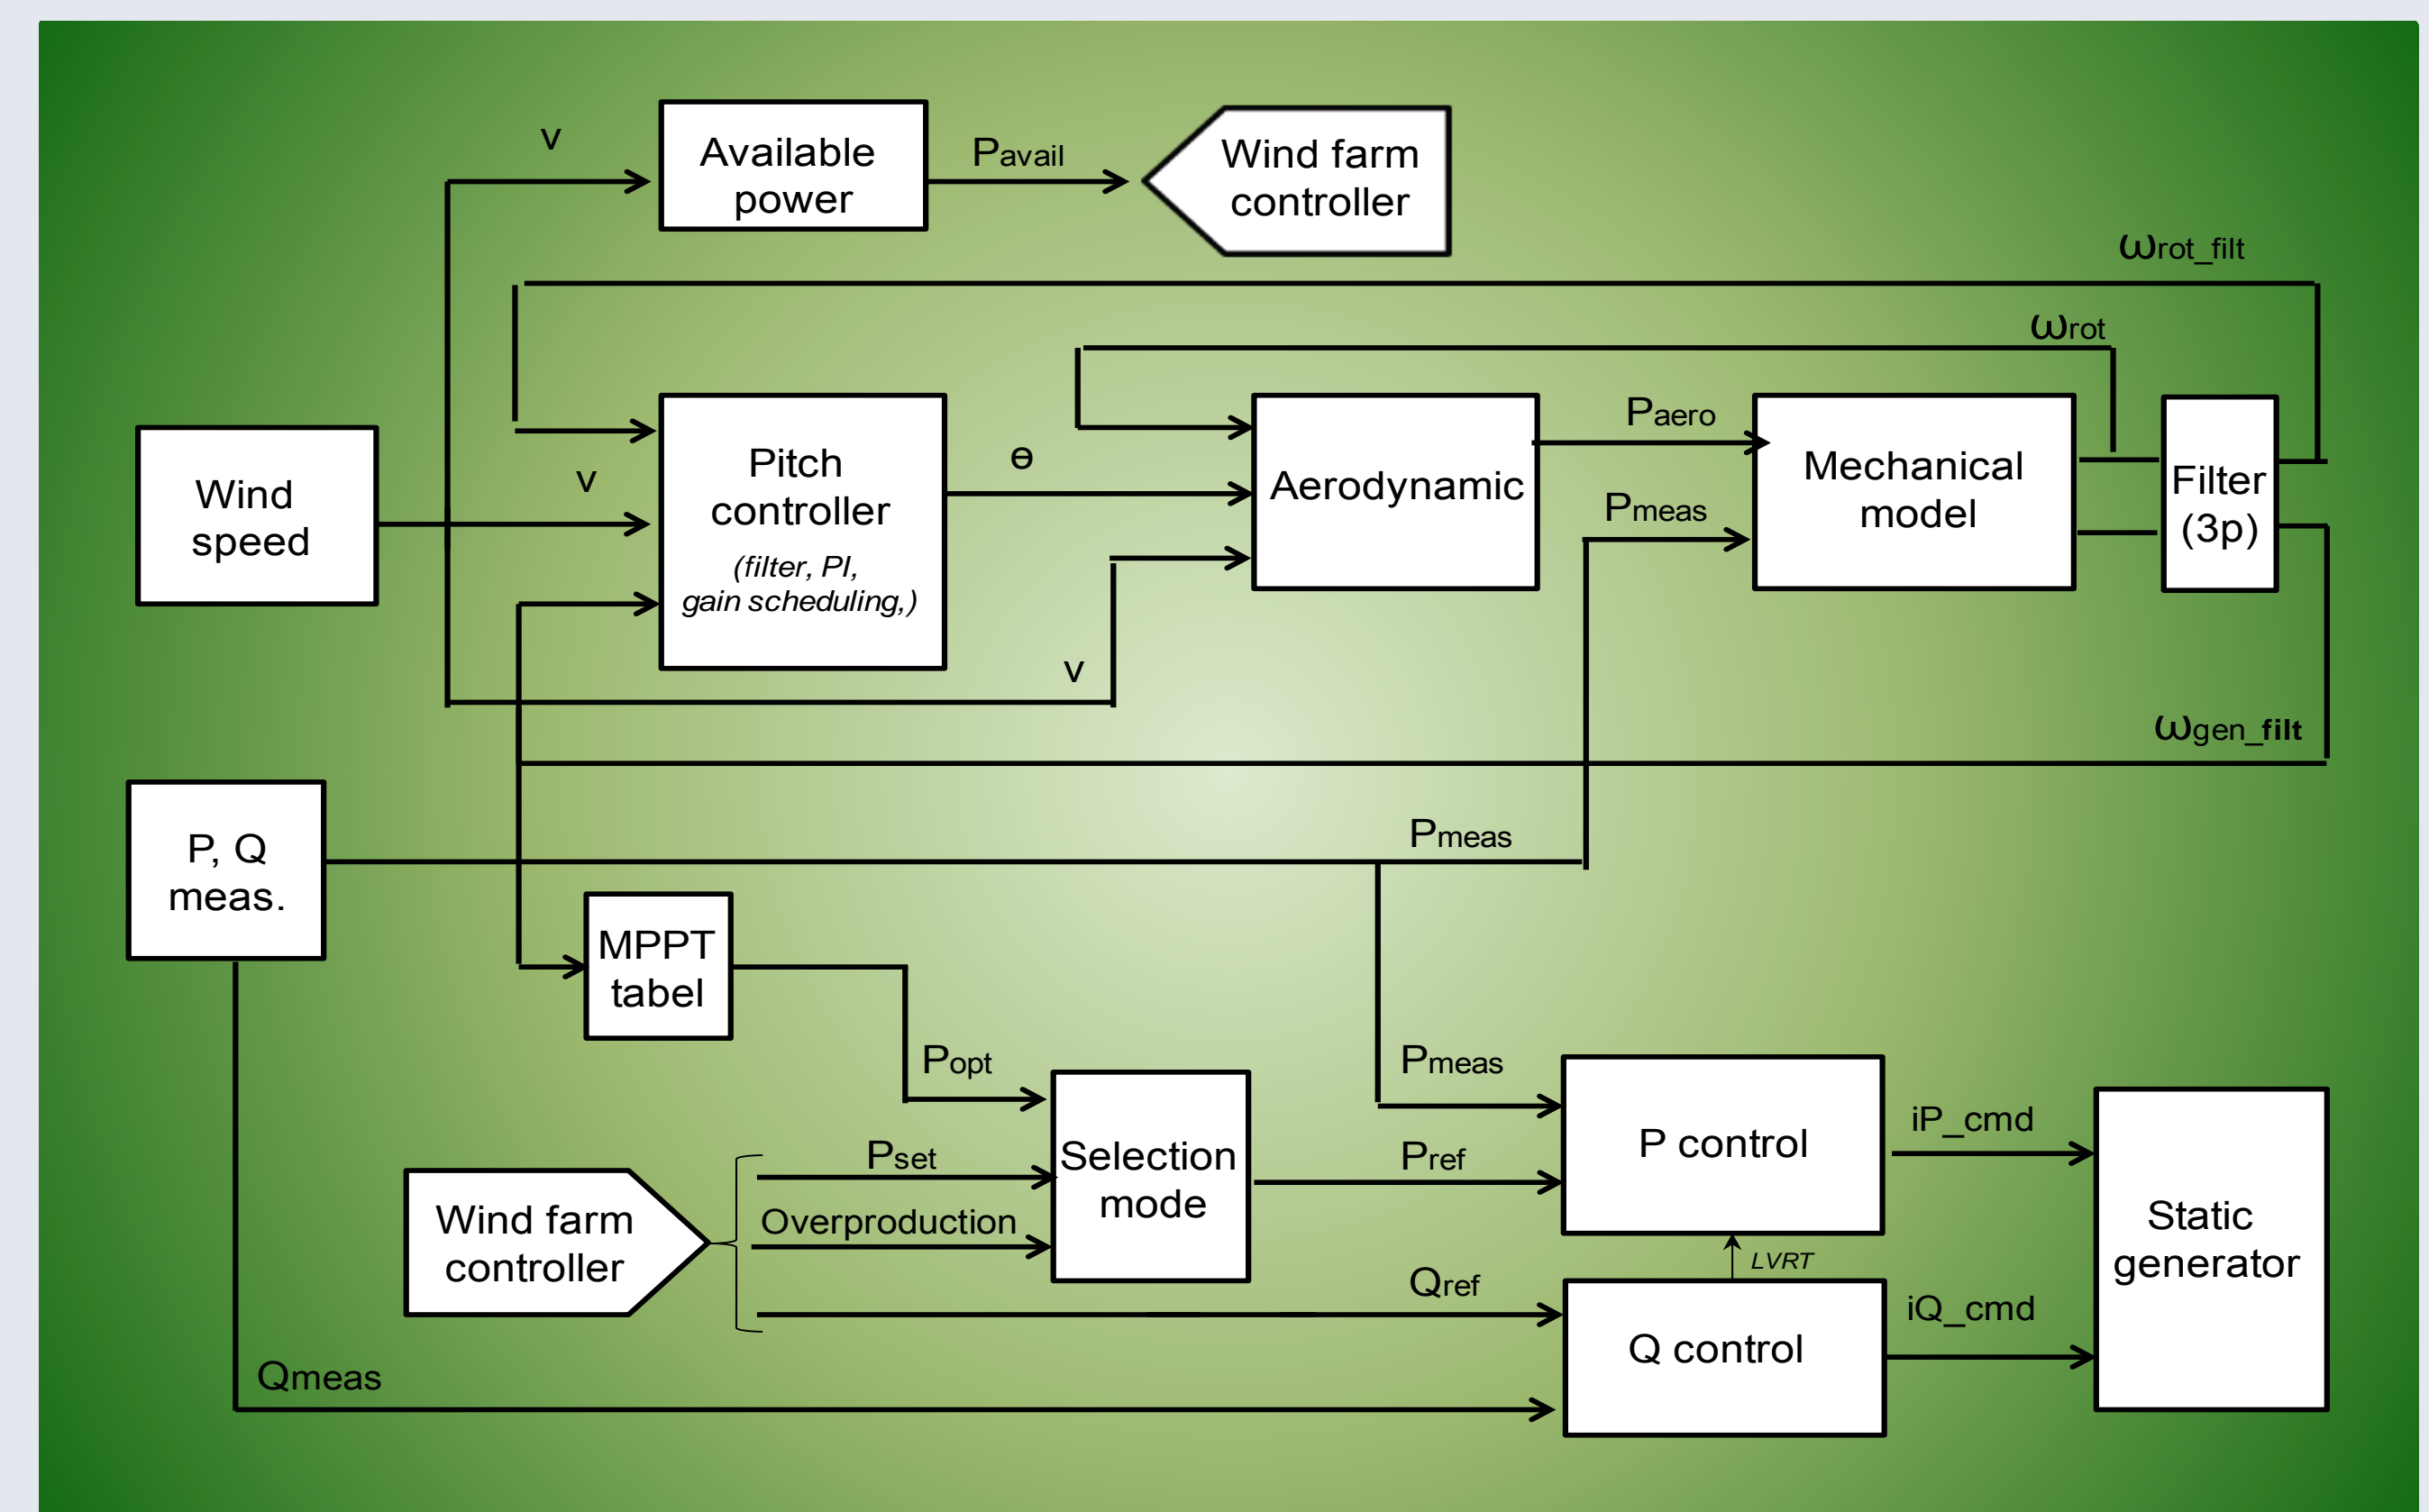 v
Available
power
Pavail
Wind farm
controller
ωrot_filt
ωrot
Wind
speed
v
Pitch
controller
(filter, PI,
gain scheduling,)
ɵ
Aerodynamic
Paero
Pmeas
Mechanical
model
Filter
(3p)
v
ωgen_filt
P, Q
meas.
Pmeas
MPPT
tabel
Popt
Pmeas
P control
iP_cmd
Pset
Selection
mode
Pref
Wind farm
controller
Overproduction
Static
generator
LVRT
Qref
iQ_cmd
Q control
Qmeas